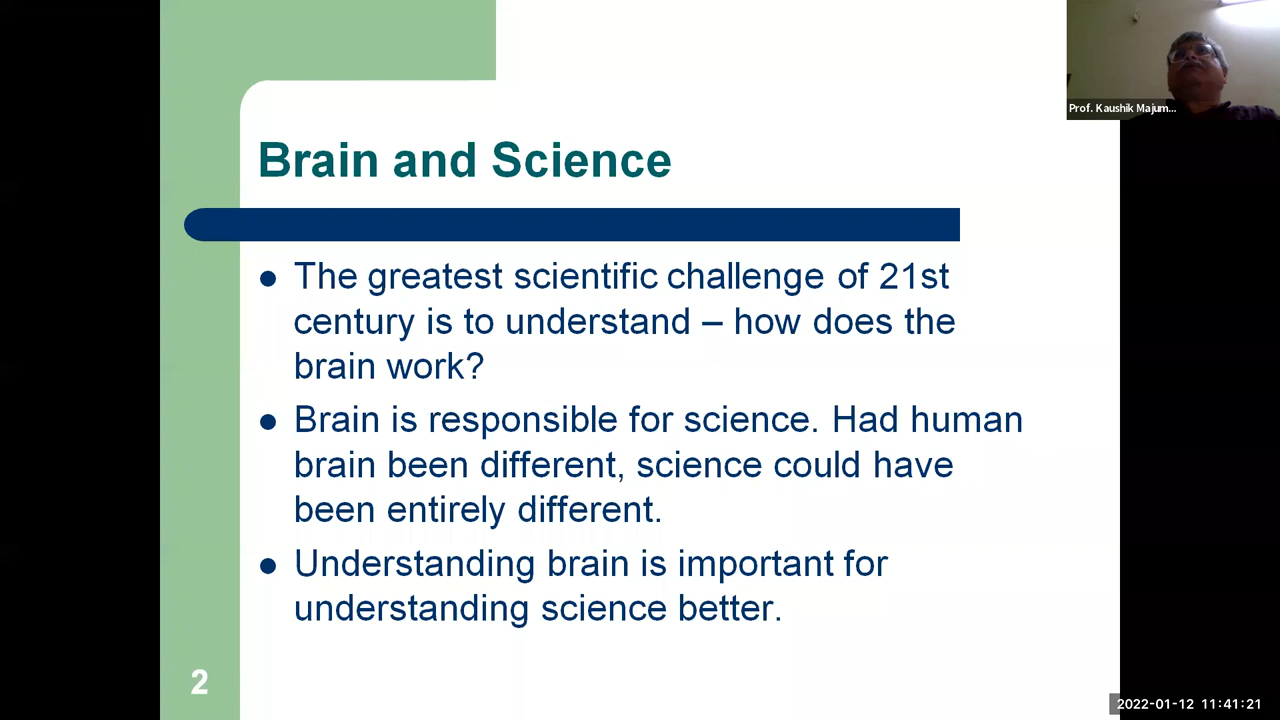 Prof. Kaushik Majum...
Brain and Science
● The greatest scientific challenge of 21st
century is to understand – how does the
brain work?
● Brain is responsible for science. Had human
brain been different, science could have
been entirely different.
● Understanding brain is important for
understanding science better.
2
2022-01-12 11:41:21